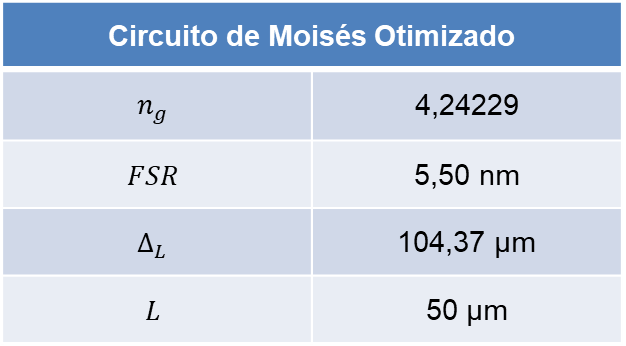 Circuito de Moisés Otimizado
n_g 4,24229
FSR 5,50 nm
Δ_L 104,37 µm
L 50 µm